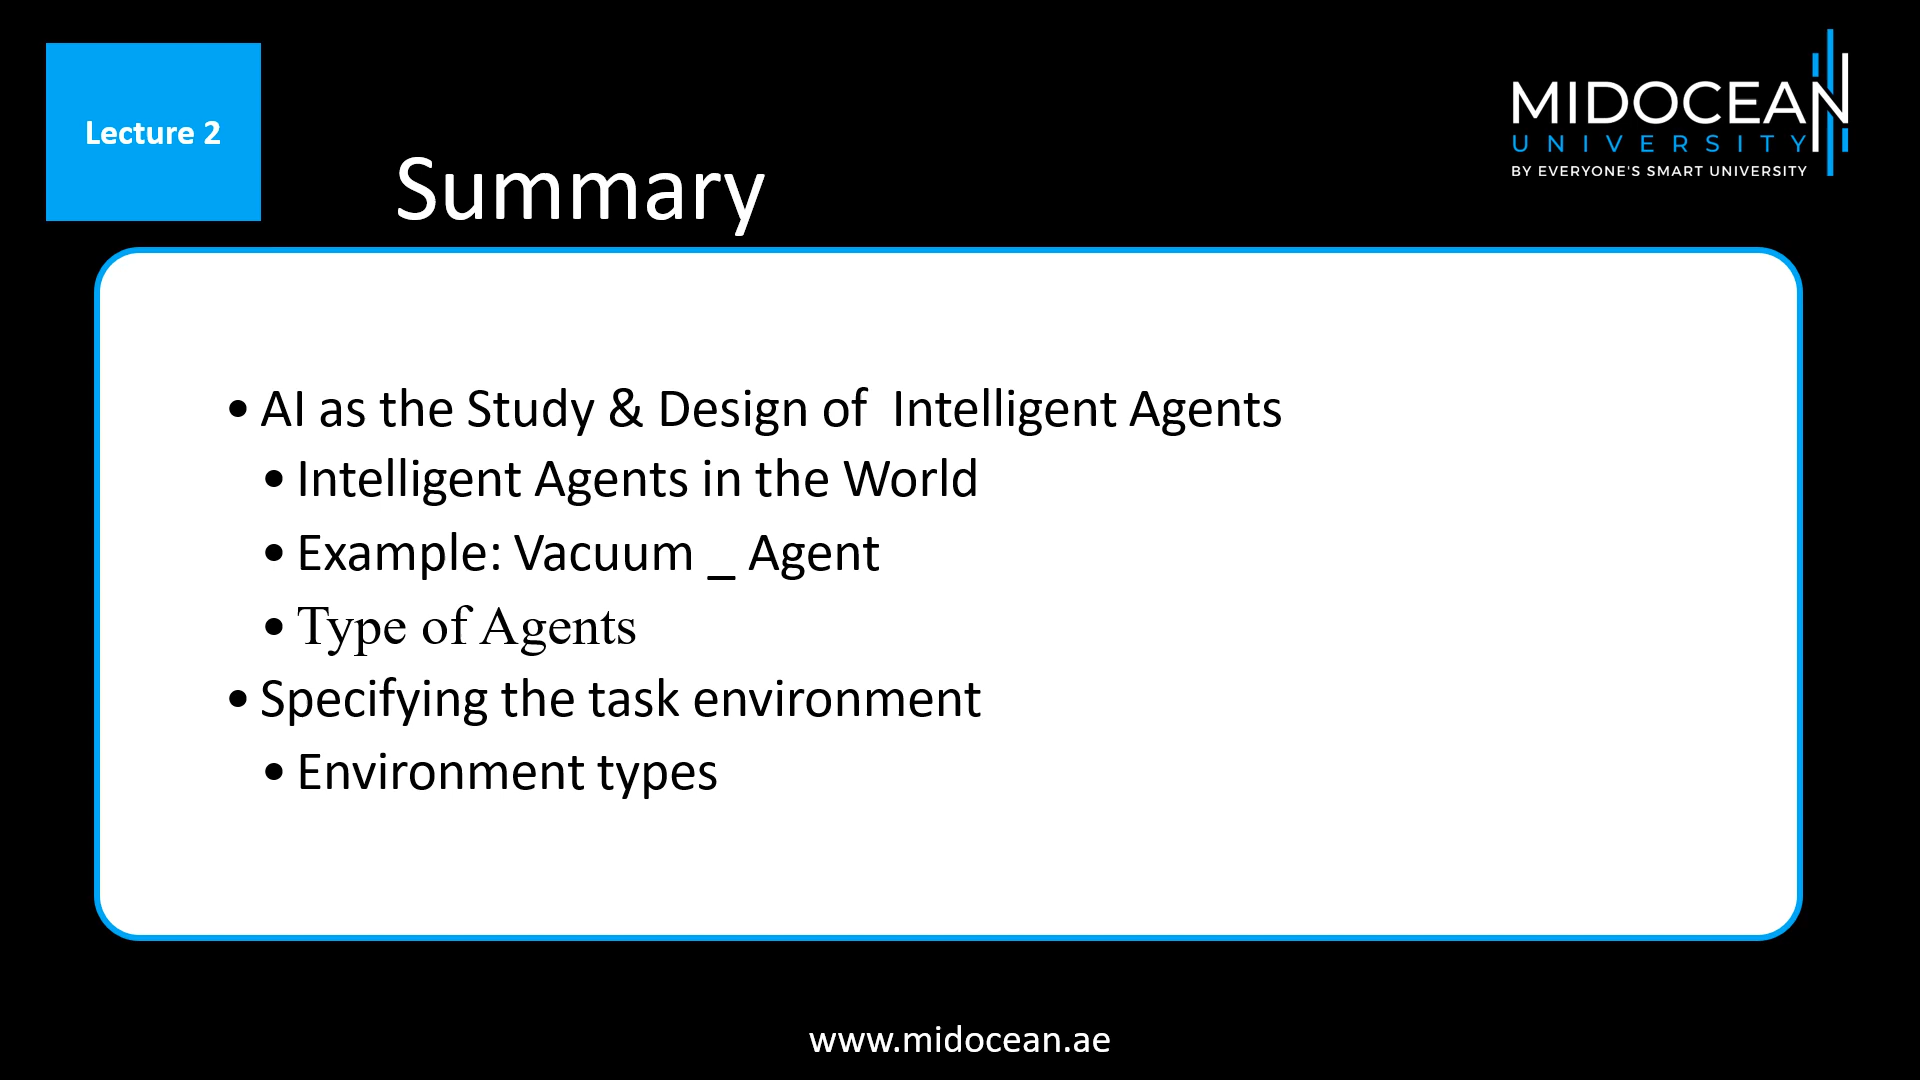 Lecture 2
MIDOCEAN
UNIVERSITY
BY EVERYONE'S SMART UNIVERSITY
Summary
• AI as the Study & Design of  Intelligent Agents
• Intelligent Agents in the World
• Example: Vacuum _ Agent
• Type of Agents
• Specifying the task environment
• Environment types
www.midocean.ae